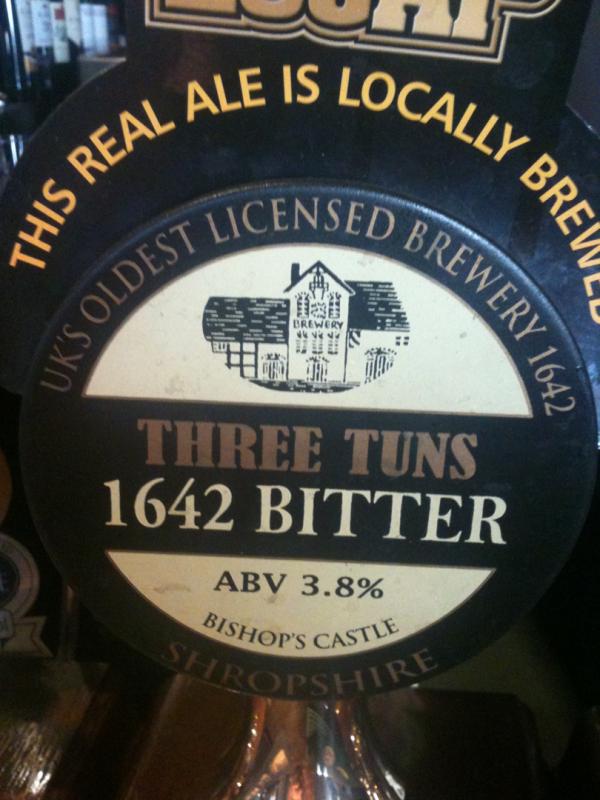 THIS REAL ALE IS LOCALLY BREWED
UK'S OLDEST LICENSED BREWERY 1642
BREWERY
THREE TUNS
1642 BITTER
ABV 3.8%
BISHOP'S CASTLE
SHROPSHIRE